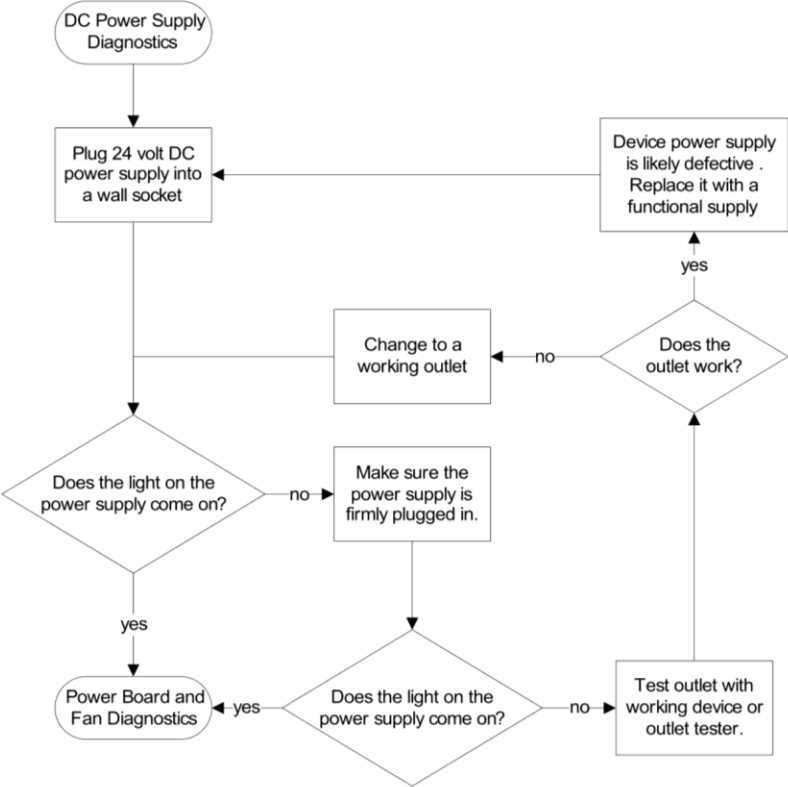 DC Power Supply
Diagnostics
Plug 24 volt DC
power supply into
a wall socket
Device power supply
is likely defective .
Replace it with a
functional supply
yes
Change to a
working outlet
no
Does the
outlet work?
Does the light on the
power supply come on?
no
Make sure the
power supply is
firmly plugged in.
yes
Power Board and
Fan Diagnostics
yes
Does the light on the
power supply come on?
no
Test outlet with
working device or
outlet tester.